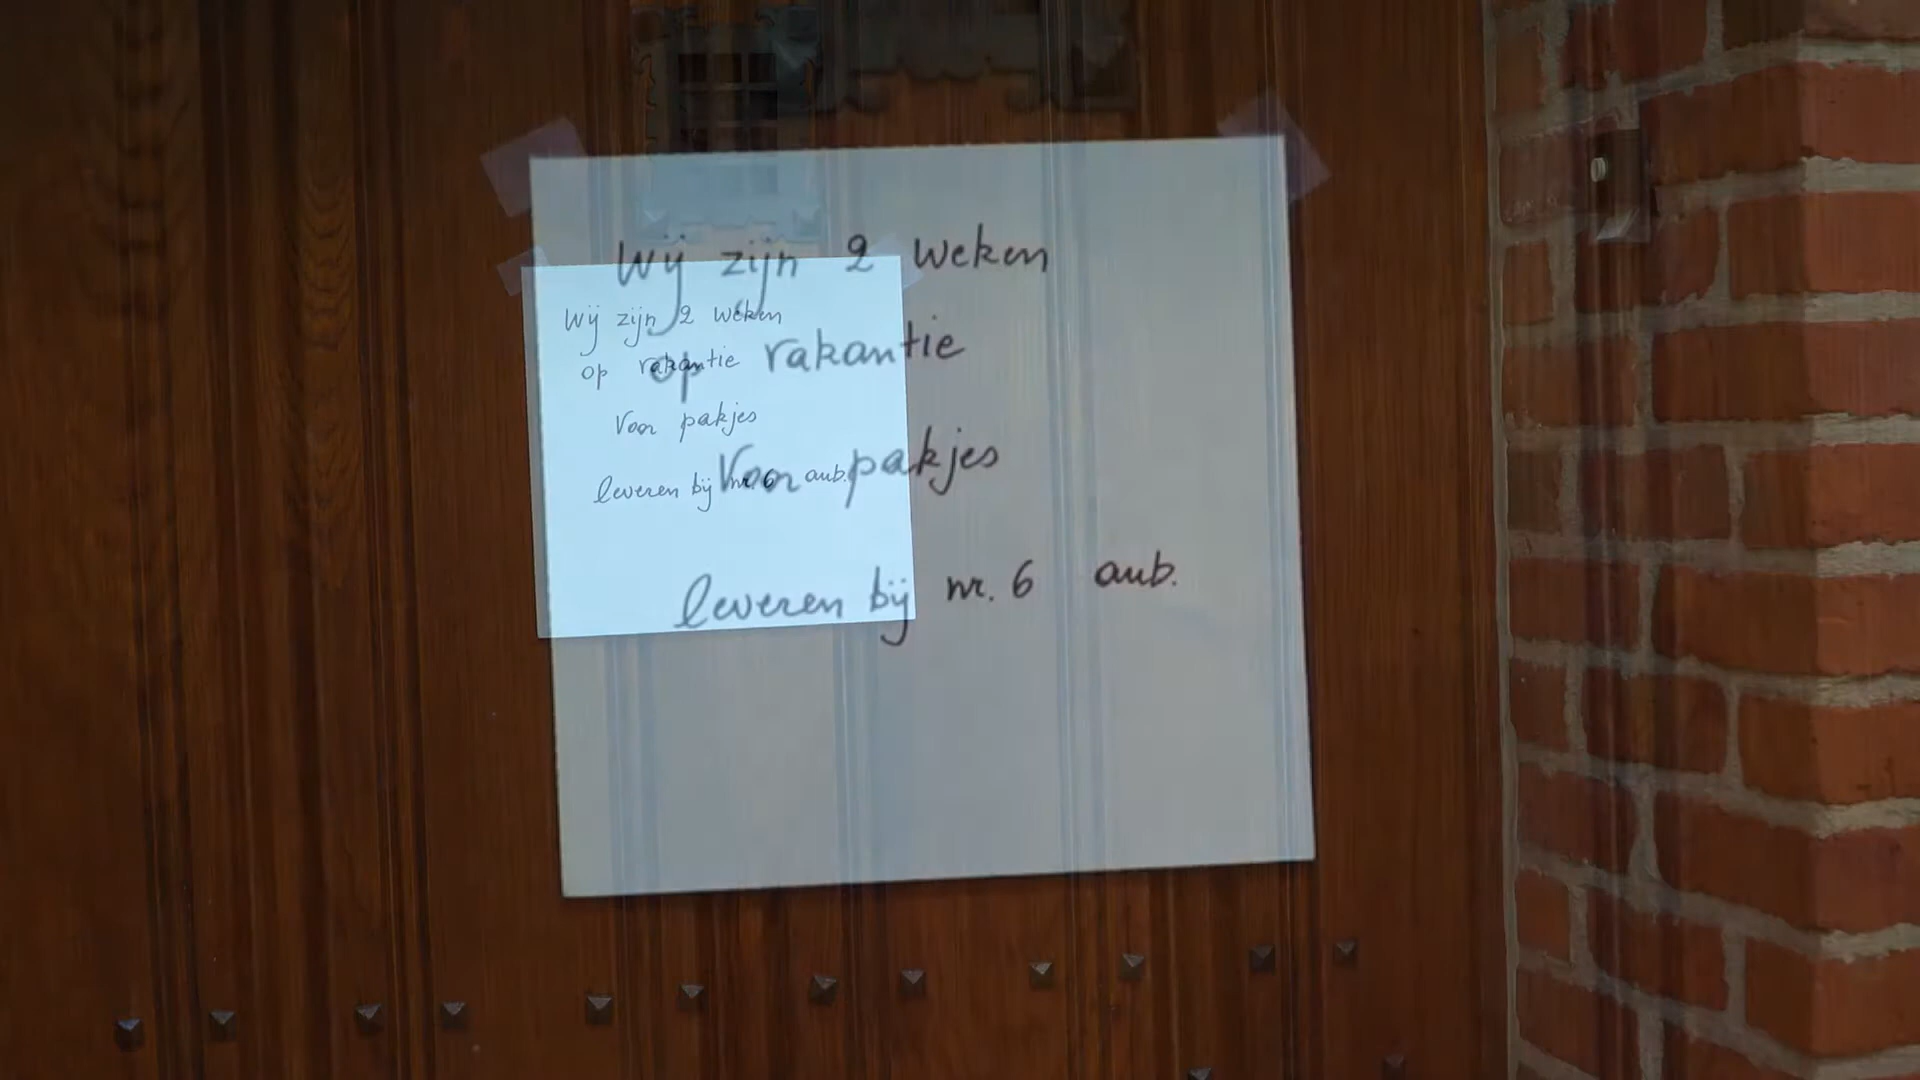 Wij zijn 2 weken
op vakantie
Voor pakjes
leveren bij nr. 6 aub.
Wij zijn 2 weken
op vakantie
Voor pakjes
leveren bij nr. 6 aub.